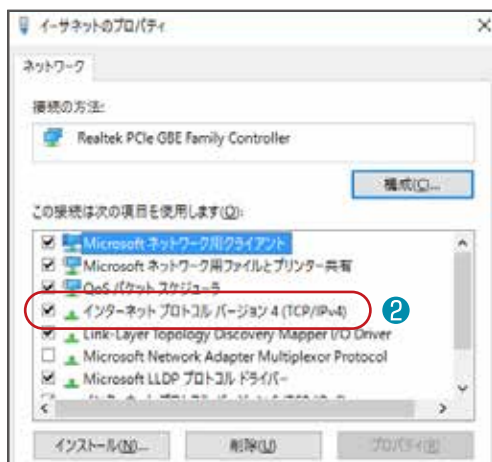 イーサネットのプロパティ
ネットワーク
接続の方法:
Realtek PCIe GBE Family Controller
構成(C)...
この接続は次の項目を使用します(O):
Microsoft ネットワーク用クライアント
Microsoft ネットワーク用ファイルとプリンター共有
QoS パケット スケジューラ
インターネット プロトコル バージョン 4 (TCP/IPv4)
2
Link-Layer Topology Discovery Mapper I/O Driver
Microsoft Network Adapter Multiplexor Protocol
Microsoft LLDP プロトコル ドライバー
インストール(N)...
削除(U)
プロパティ(R)